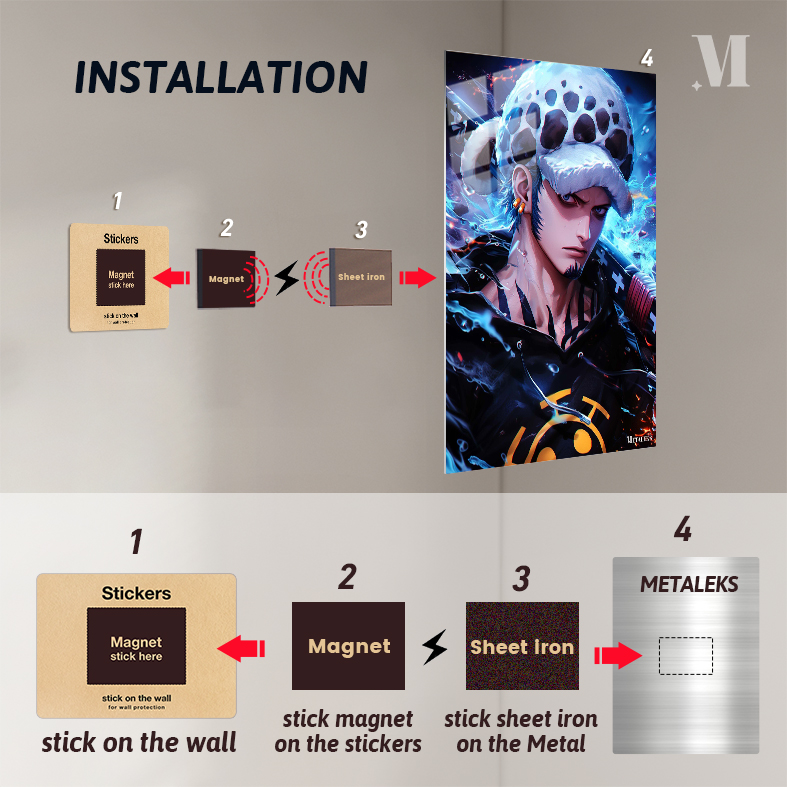 INSTALLATION
M
4
1
2
3
Stickers
Magnet
stick here
stick on the wall
for wall protection
Magnet
Sheet iron
METALEKS
1
2
3
4
Stickers
Magnet
stick here
stick on the wall
for wall protection
Magnet
Sheet iron
METALEKS
stick on the wall
stick magnet
on the stickers
stick sheet iron
on the Metal